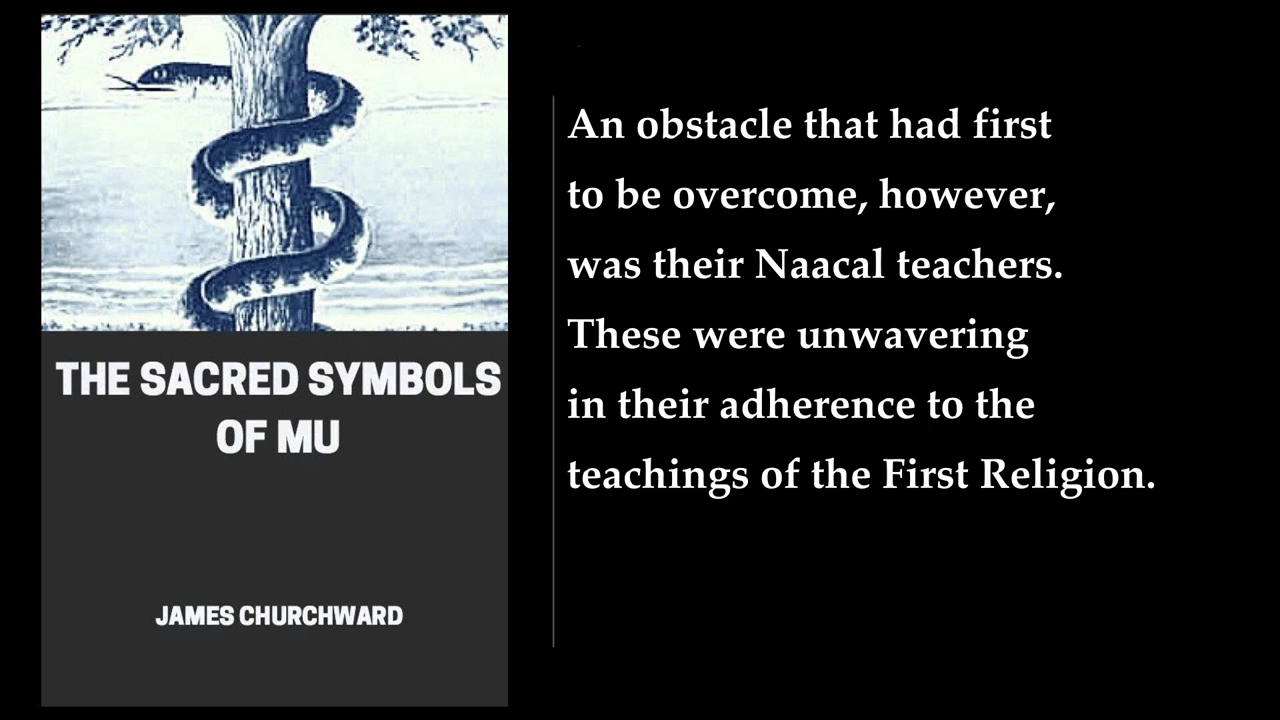 THE SACRED SYMBOLS
OF MU
JAMES CHURCHWARD
An obstacle that had first
to be overcome, however,
was their Naacal teachers.
These were unwavering
in their adherence to the
teachings of the First Religion.